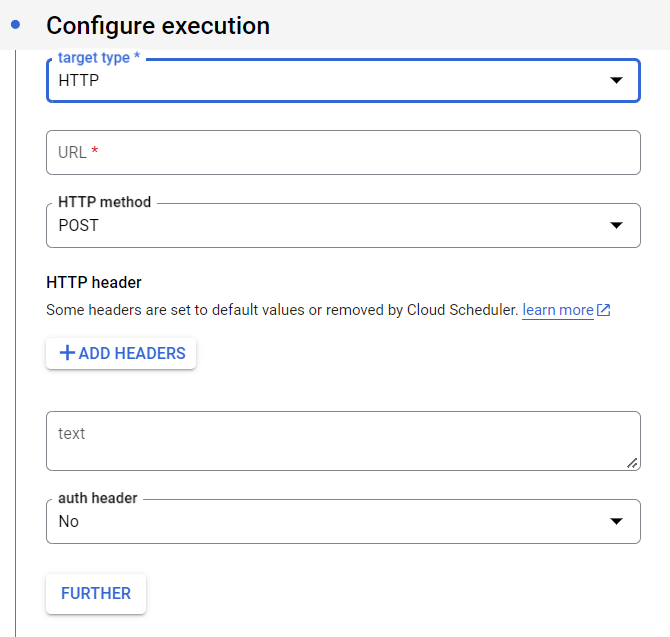 Configure execution
target type *
HTTP
URL *
HTTP method
POST
HTTP header
Some headers are set to default values or removed by Cloud Scheduler. learn more
ADD HEADERS
text
auth header
No
FURTHER